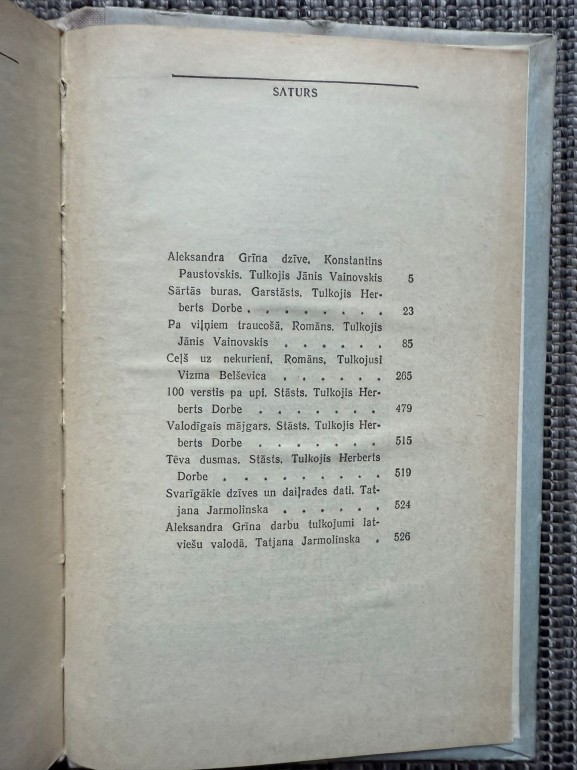 SATURS
Aleksandra Grīna dzīve. Konstantīns
Paustovskis. Tulkojis Jānis Vainovskis 5
Sārtās buras. Garstāsts. Tulkojis Her-
berts Dorbe . . . . . . . . 23
Pa viļņiem traucošā. Romāns. Tulkojis
Jānis Vainovskis . . . . . . 85
Ceļš uz nekurieni. Romāns. Tulkojusi
Vizma Belševica . . . . . . 265
100 verstis pa upi. Stāsts. Tulkojis Her-
berts Dorbe . . . . . . . 479
Valodīgais mājgars. Stāsts. Tulkojis Her-
berts Dorbe . . . . . . . 515
Tēva dusmas. Stāsts. Tulkojis Herberts
Dorbe . . . . . . . . . 519
Svarīgākie dzīves un daiļrades dati. Tat-
jana Jarmolinska . . . . . . 524
Aleksandra Grīna darbu tulkojumi lat-
viešu valodā. Tatjana Jarmolinska . 526